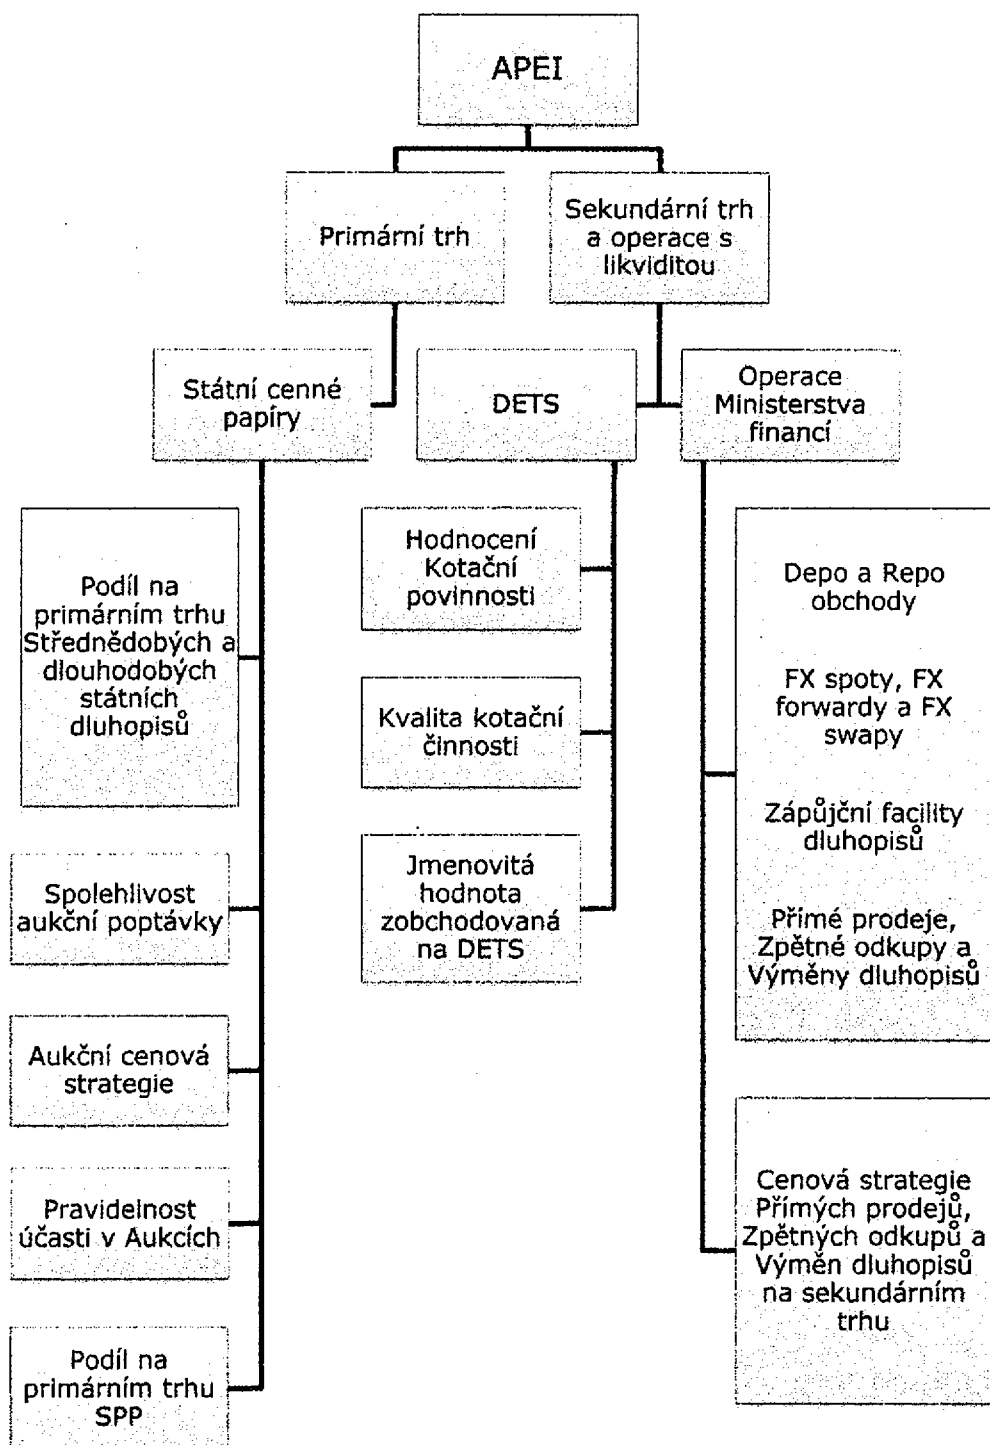 APEI
Primární trh
Sekundární trh
a operace s
likviditou
Státní cenné
papíry
DETS
Operace
Ministerstva
financí
Podíl na
primárním trhu
Střednědobých a
dlouhodobých
státních
dluhopisů
Spolehlivost
aukční poptávky
Aukční cenová
strategie
Pravidelnost
účasti v Aukcích
Podíl na
primárním trhu
SPP
Hodnocení
Kotační
povinnosti
Kvalita kotační
činnosti
Jmenovitá
hodnota
zobchodovaná
na DETS
Depo a Repo
obchody
FX spoty, FX
forwardy a FX
swapy
Zápůjční facility
dluhopisů
Přímé prodeje,
Zpětné odkupy a
Výměny dluhopisů
Cenová strategie
Přímých prodejů,
Zpětných odkupů a
Výměn dluhopisů
na sekundárním
trhu